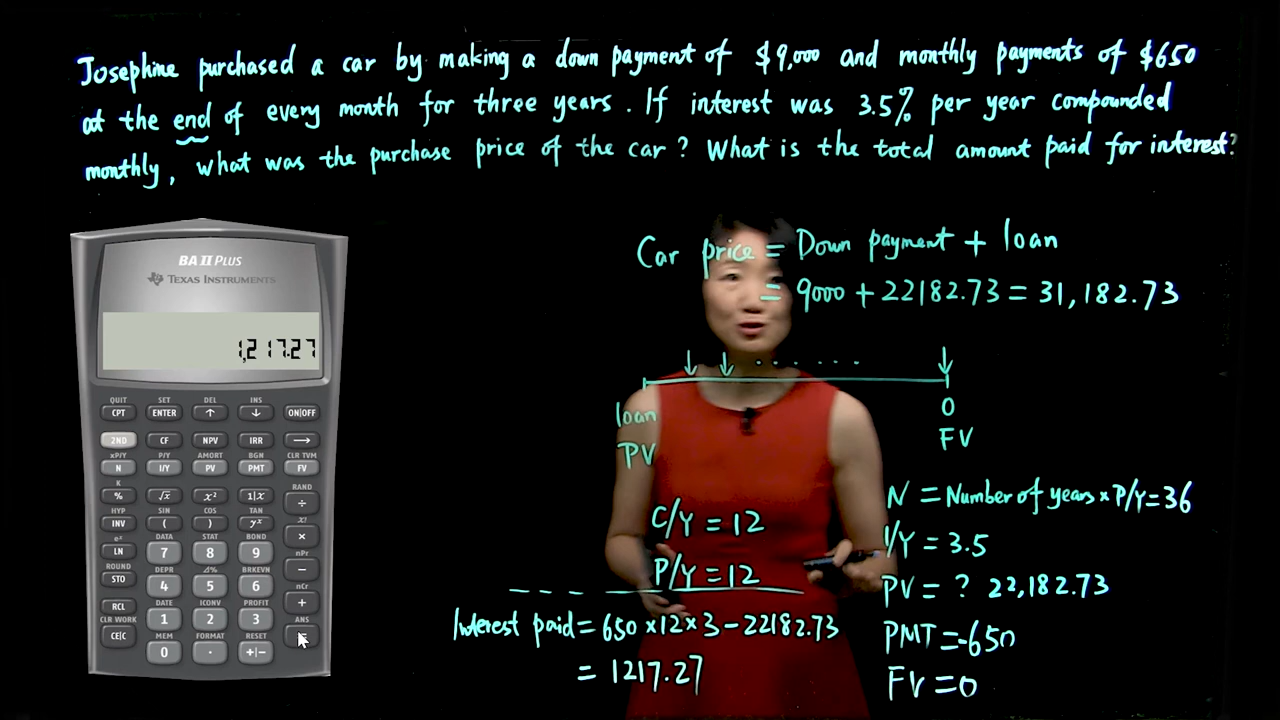 Josephine purchased a car by making a down payment of $9,000 and monthly payments of $650
at the end of every month for three years. If interest was 3.5% per year compounded
monthly, what was the purchase price of the car? What is the total amount paid for interest?
Car price = Down payment + loan
= 9000 + 22182.73 = 31,182.73
loan
0
PV
FV
C/Y = 12
P/Y = 12
N = Number of years × P/Y = 36
I/Y = 3.5
PV = ? 22,182.73
PMT = -650
FV = 0
Interest paid = 650 × 12 × 3 - 22182.73
= 1217.27
BA II PLUS
TEXAS INSTRUMENTS
1,217.27
QUIT SET DEL INS
CPT ENTER ↑ ↓ ON|OFF
2ND CF NPV IRR →
xP/Y P/Y AMORT BGN CLR TVM
N I/Y PV PMT FV
K RAND
% √x x² 1|x ÷
HYP SIN COS TAN x!
INV ( ) yˣ ×
eˣ DATA STAT BOND nPr
LN 7 8 9 −
ROUND DEPR Δ% BRKEVN nCr
STO 4 5 6 +
DATE ICONV PROFIT ANS
RCL 1 2 3 =
CLR WORK MEM FORMAT RESET
CE|C 0 . +|−